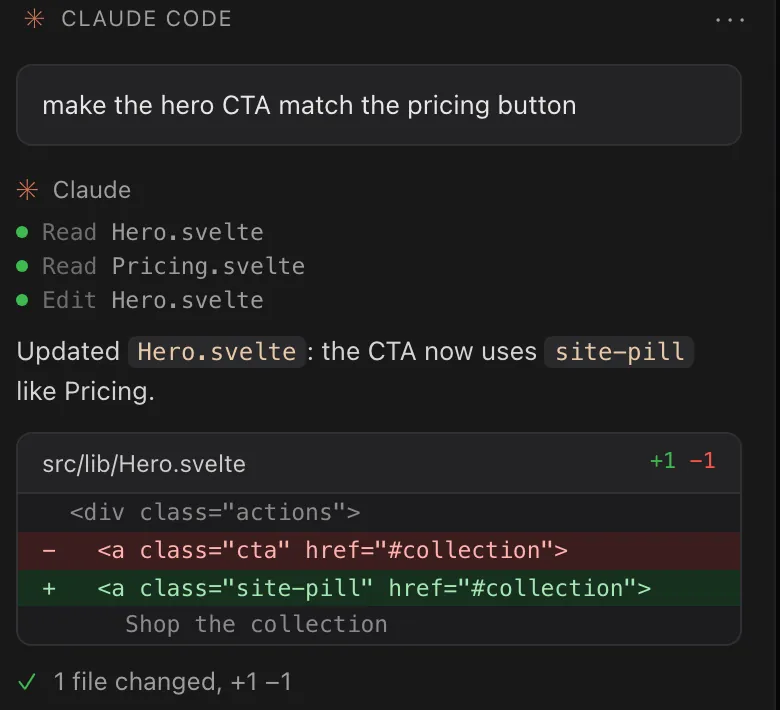 CLAUDE CODE
...
make the hero CTA match the pricing button
Claude
Read Hero.svelte
Read Pricing.svelte
Edit Hero.svelte
Updated Hero.svelte: the CTA now uses site-pill
like Pricing.
src/lib/Hero.svelte +1 −1
<div class="actions">
− <a class="cta" href="#collection">
+ <a class="site-pill" href="#collection">
Shop the collection
✓ 1 file changed, +1 −1